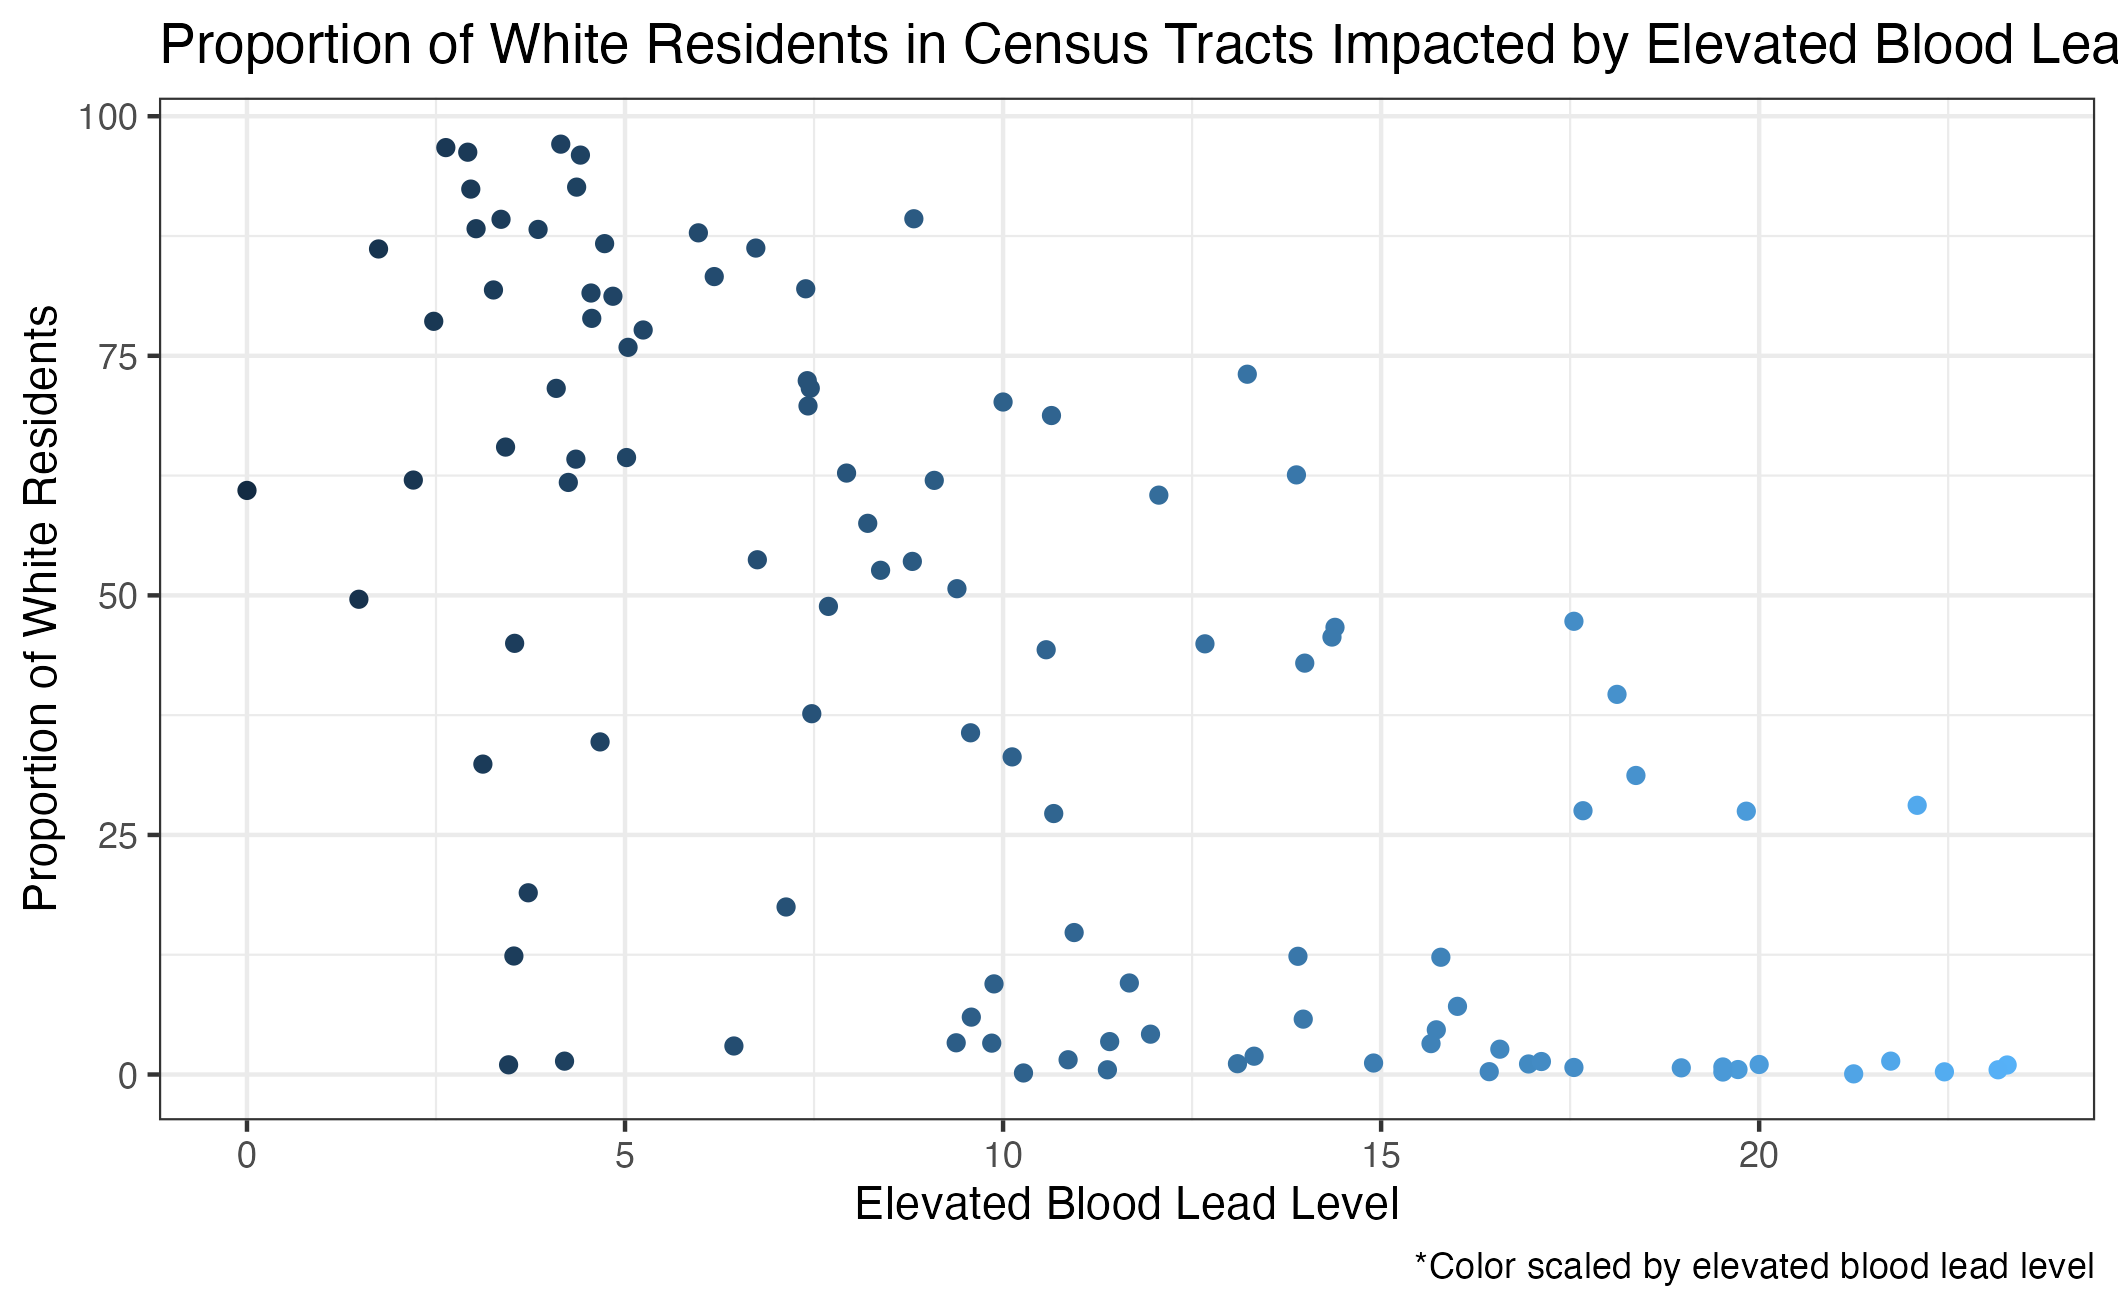 Proportion of White Residents in Census Tracts Impacted by Elevated Blood Lea
100
75
50
25
0
Proportion of White Residents
0 5 10 15 20
Elevated Blood Lead Level
*Color scaled by elevated blood lead level